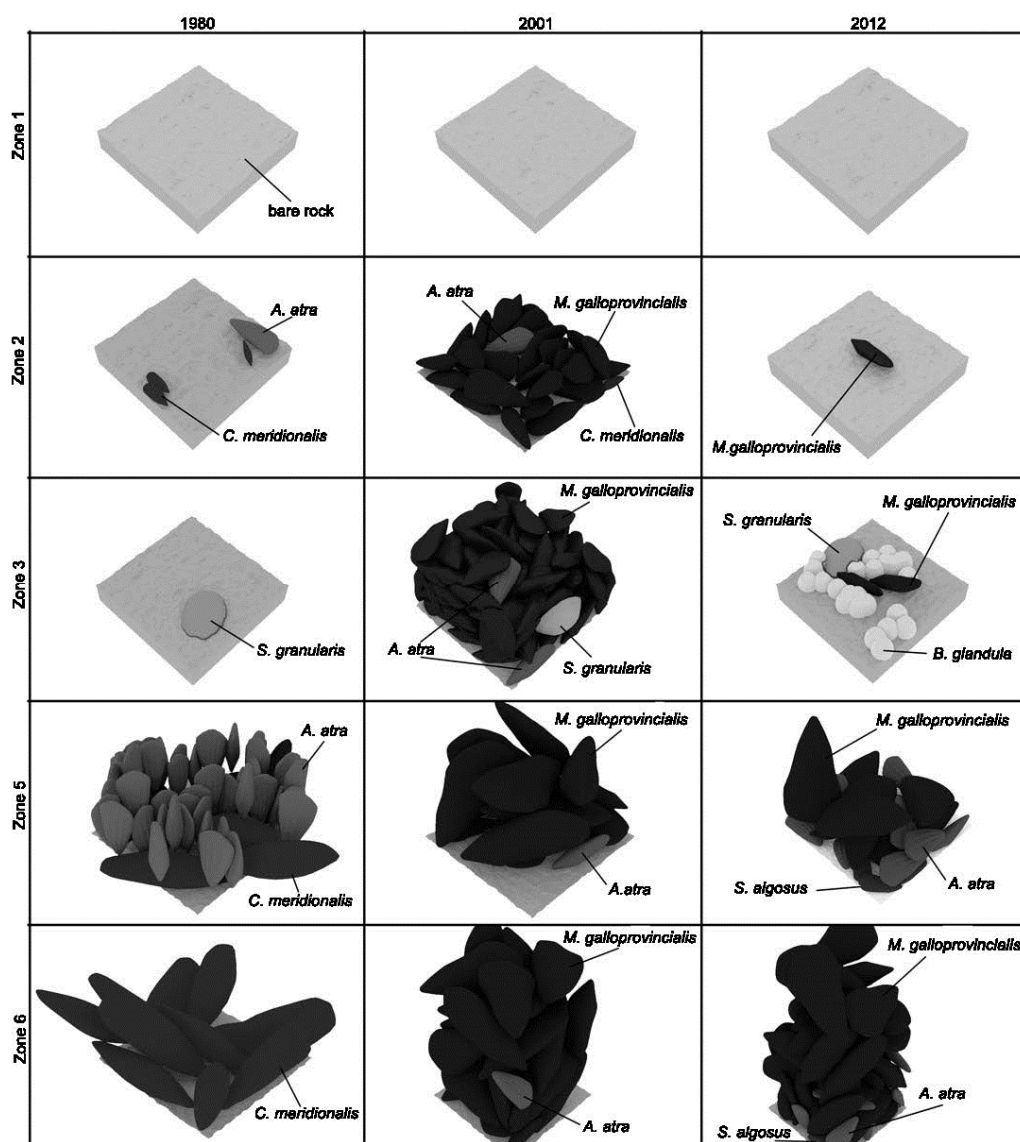 1980 2001 2012
Zone 1
bare rock
Zone 2
A. atra
C. meridionalis
A. atra
M. galloprovincialis
C. meridionalis
M.galloprovincialis
Zone 3
S. granularis
M. galloprovincialis
A. atra
S. granularis
S. granularis
M. galloprovincialis
B. glandula
Zone 5
A. atra
C. meridionalis
M. galloprovincialis
A.atra
M. galloprovincialis
S. algosus
A. atra
Zone 6
C. meridionalis
M. galloprovincialis
A. atra
M. galloprovincialis
A. atra
S. algosus